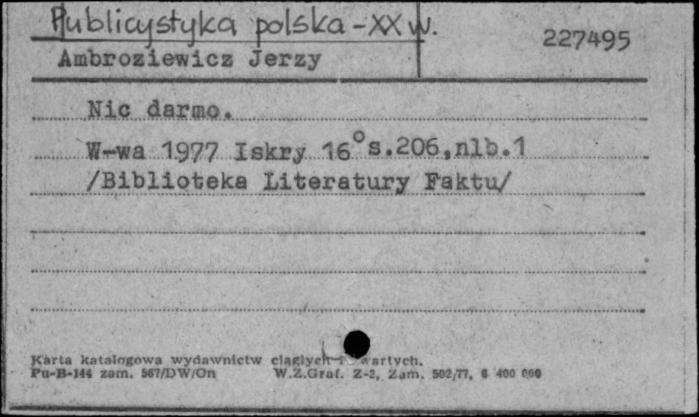 Publicystyka polska - XX w.
227495
Ambroziewicz Jerzy
Nic darmo.
W-wa 1977 Iskry 16° s.206,nlb.1
/Biblioteka Literatury Faktu/
Karta katalogowa wydawnictw ciągłych
Pu-B-144 zam. 567/DW/On W.Z.Graf. Z-2, Zam. 502/77, 6 400 000